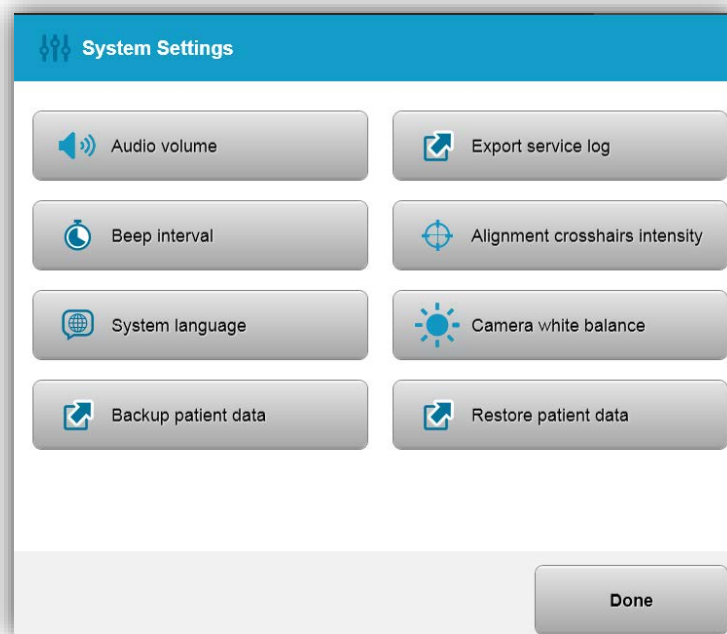 System Settings
Audio volume
Export service log
Beep interval
Alignment crosshairs intensity
System language
Camera white balance
Backup patient data
Restore patient data
Done